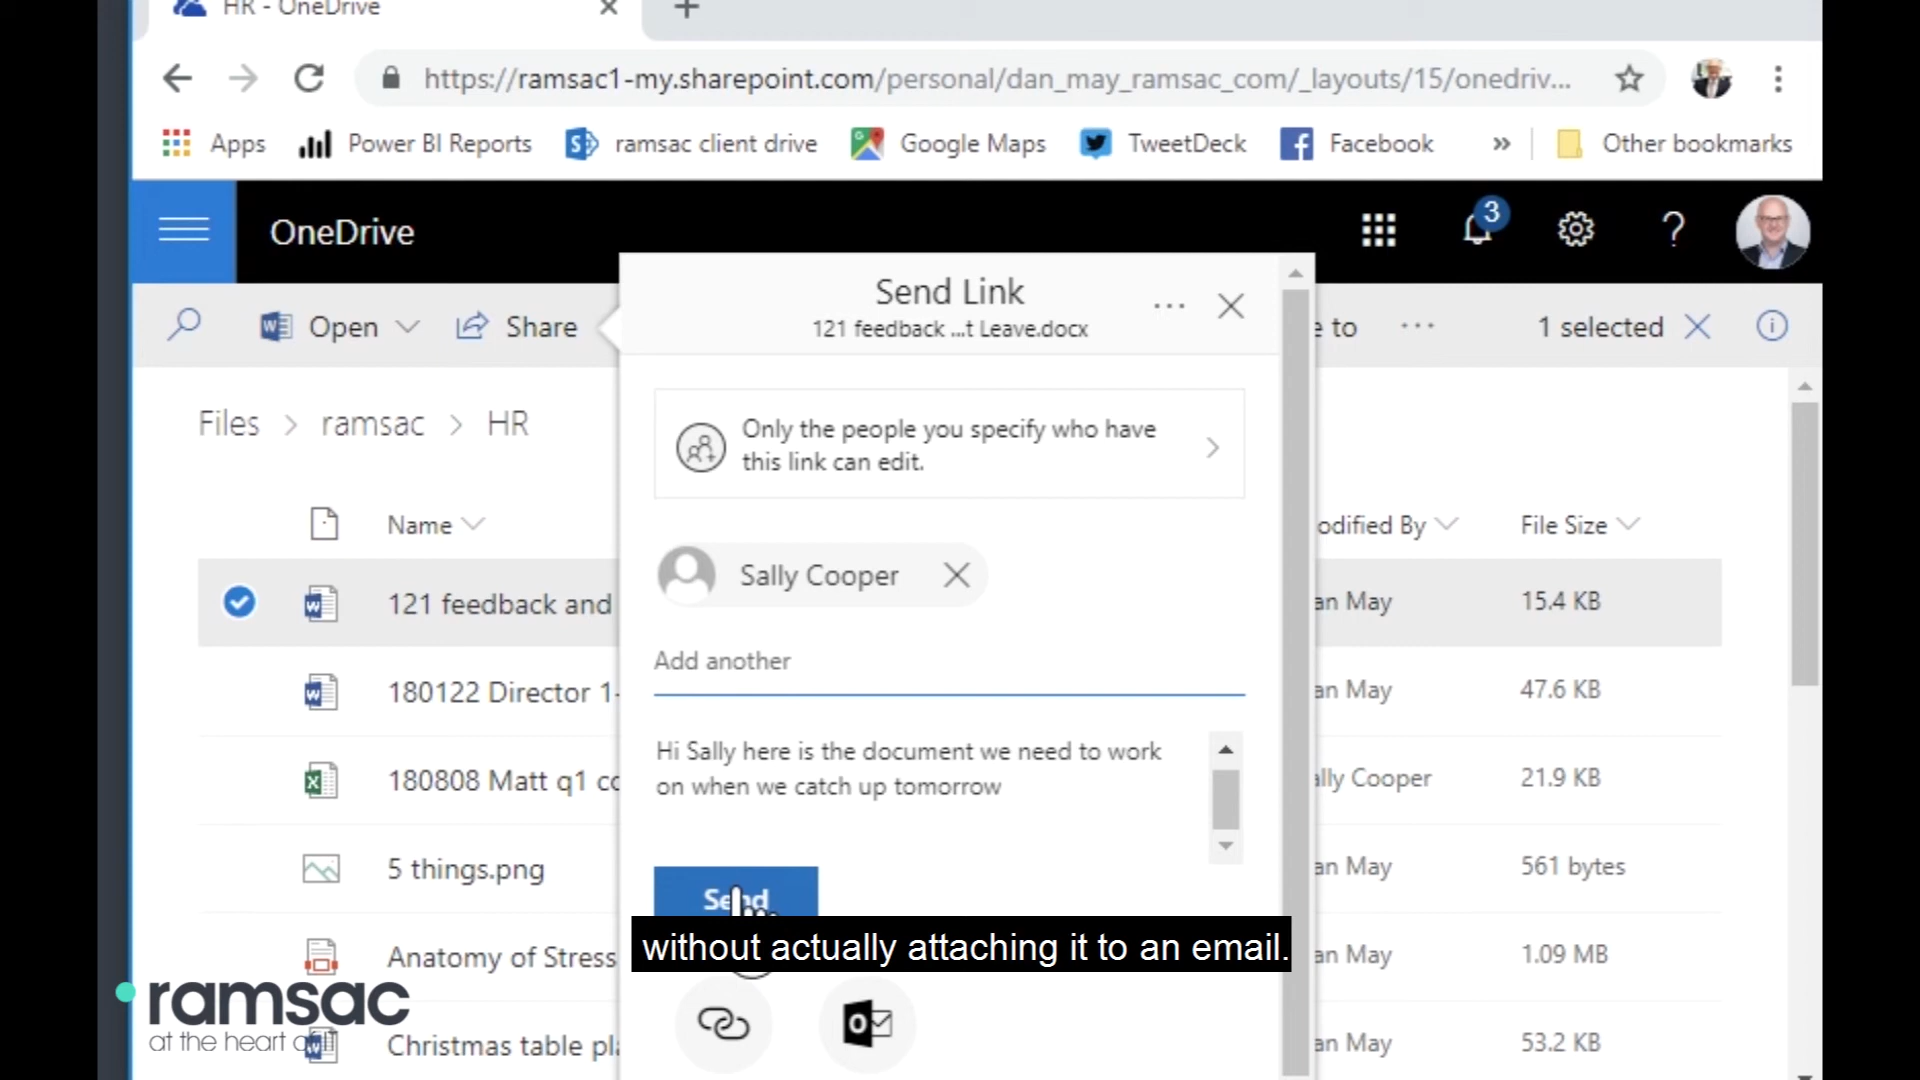 HR - OneDrive
https://ramsac1-my.sharepoint.com/personal/dan_may_ramsac_com/_layouts/15/onedriv...
Apps Power BI Reports ramsac client drive Google Maps TweetDeck Facebook » Other bookmarks
OneDrive 3
Send Link
121 feedback ...t Leave.docx
Open Share e to ... 1 selected
Files > ramsac > HR
Only the people you specify who have
this link can edit.
Name odified By File Size
Sally Cooper
121 feedback and an May 15.4 KB
Add another
180122 Director 1- an May 47.6 KB
Hi Sally here is the document we need to work
on when we catch up tomorrow
180808 Matt q1 co ally Cooper 21.9 KB
5 things.png an May 561 bytes
Send
without actually attaching it to an email.
Anatomy of Stress an May 1.09 MB
ramsac
at the heart of
Christmas table pla an May 53.2 KB